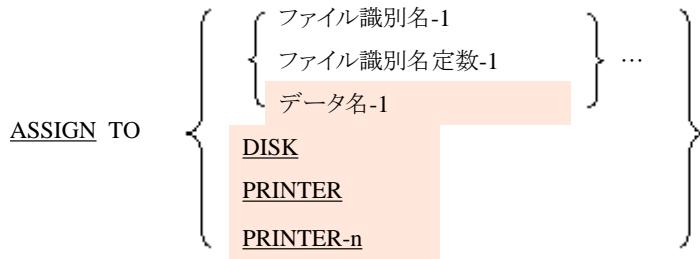 ファイル識別名-1
ファイル識別名定数-1 …
データ名-1
ASSIGN TO
DISK
PRINTER
PRINTER-n